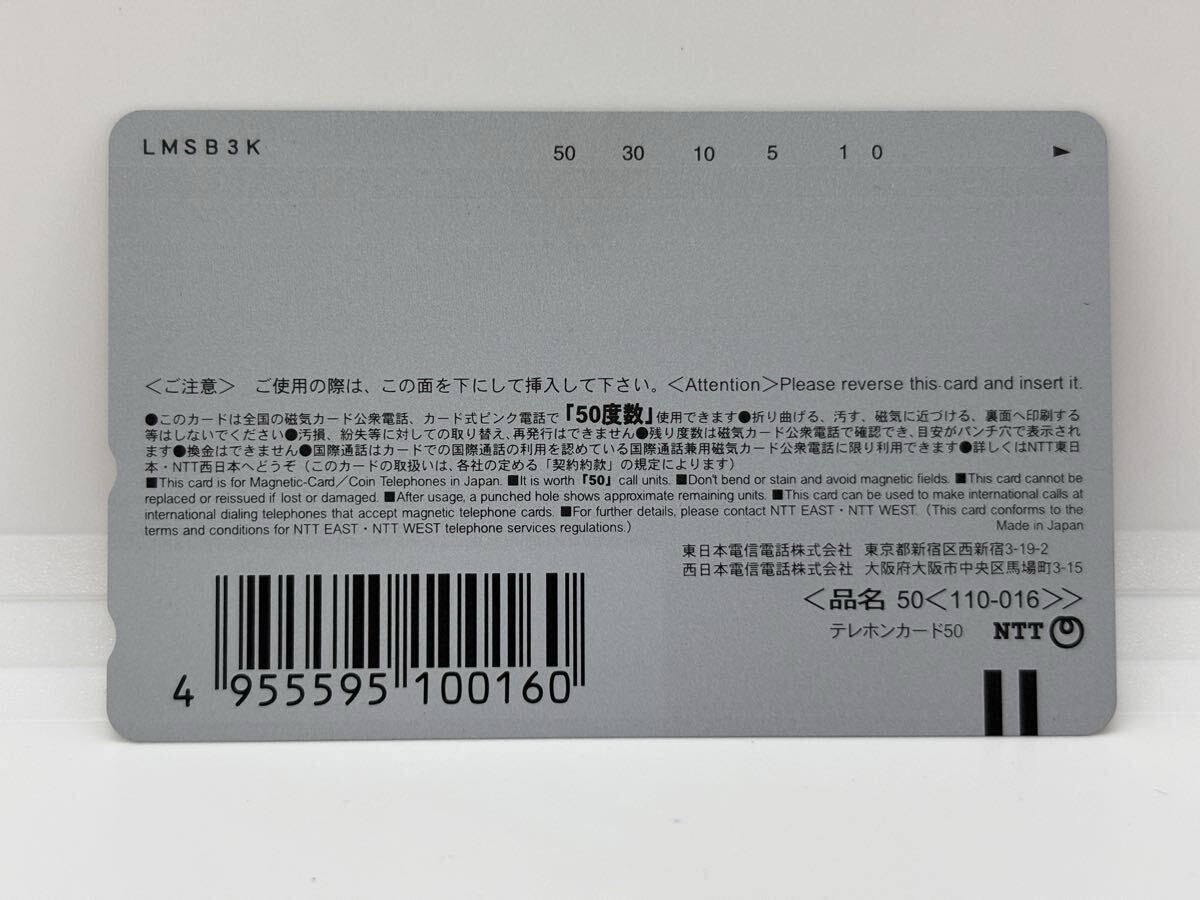 LMSB3K
50 30 10 5 1 0 ▶
＜ご注意＞ ご使用の際は、この面を下にして挿入して下さい。＜Attention＞Please reverse this card and insert it.
●このカードは全国の磁気カード公衆電話、カード式ピンク電話で「50度数」使用できます●折り曲げる、汚す、磁気に近づける、裏面へ印刷する
等はしないでください●汚損、紛失等に対しての取り替え、再発行はできません●残り度数は磁気カード公衆電話で確認でき、目安がパンチ穴で表示され
ます●換金はできません●国際通話はカードでの国際通話の利用を認めている国際通話兼用磁気カード公衆電話に限り利用できます●詳しくはNTT東日
本・NTT西日本へどうぞ（このカードの取扱いは、各社の定める「契約約款」の規定によります）
■This card is for Magnetic-Card／Coin Telephones in Japan. ■It is worth「50」call units. ■Don't bend or stain and avoid magnetic fields. ■This card cannot be
replaced or reissued if lost or damaged. ■After usage, a punched hole shows approximate remaining units. ■This card can be used to make international calls at
international dialing telephones that accept magnetic telephone cards. ■For further details, please contact NTT EAST・NTT WEST. (This card conforms to the
terms and conditions for NTT EAST・NTT WEST telephone services regulations.)
Made in Japan
東日本電信電話株式会社 東京都新宿区西新宿3-19-2
西日本電信電話株式会社 大阪府大阪市中央区馬場町3-15
＜品名 50＜110-016＞＞
テレホンカード50 NTT
4 955595 100160